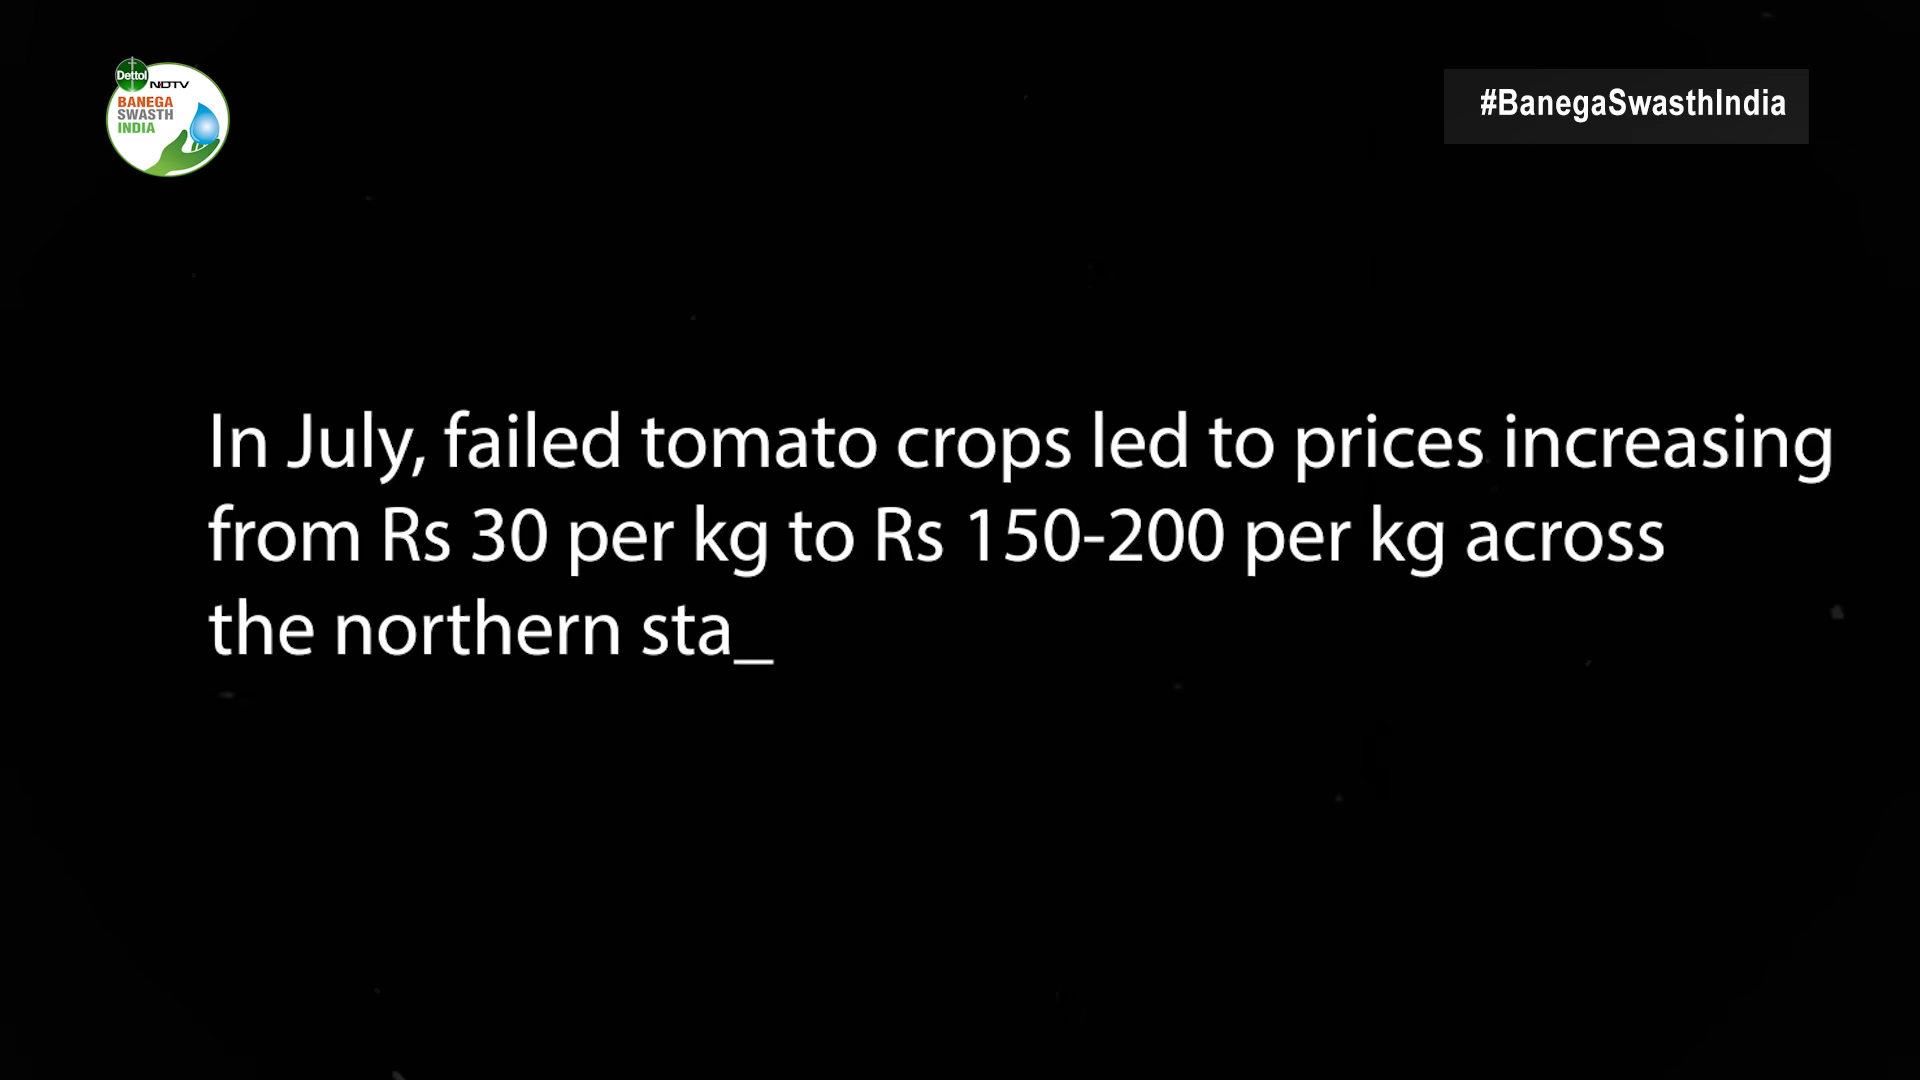 Dettol
NDTV
BANEGA
SWASTH
INDIA
#BanegaSwasthIndia
In July, failed tomato crops led to prices increasing
from Rs 30 per kg to Rs 150-200 per kg across
the northern sta_